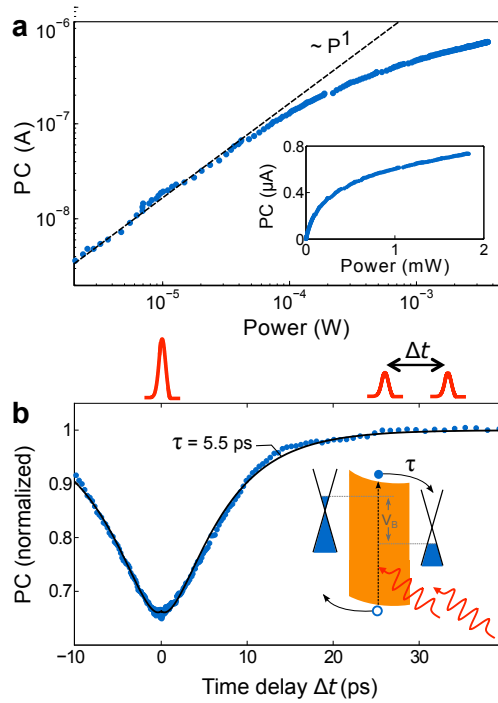 a
~ P¹
PC (A)
10⁻⁶
10⁻⁷
10⁻⁸
PC (µA)
0.8
0.4
0
0 1 2
Power (mW)
10⁻⁵ 10⁻⁴ 10⁻³
Power (W)
Δt
b
τ = 5.5 ps
PC (normalized)
1
0.9
0.8
0.7
τ
V_B
−10 0 10 20 30 40
Time delay Δt (ps)